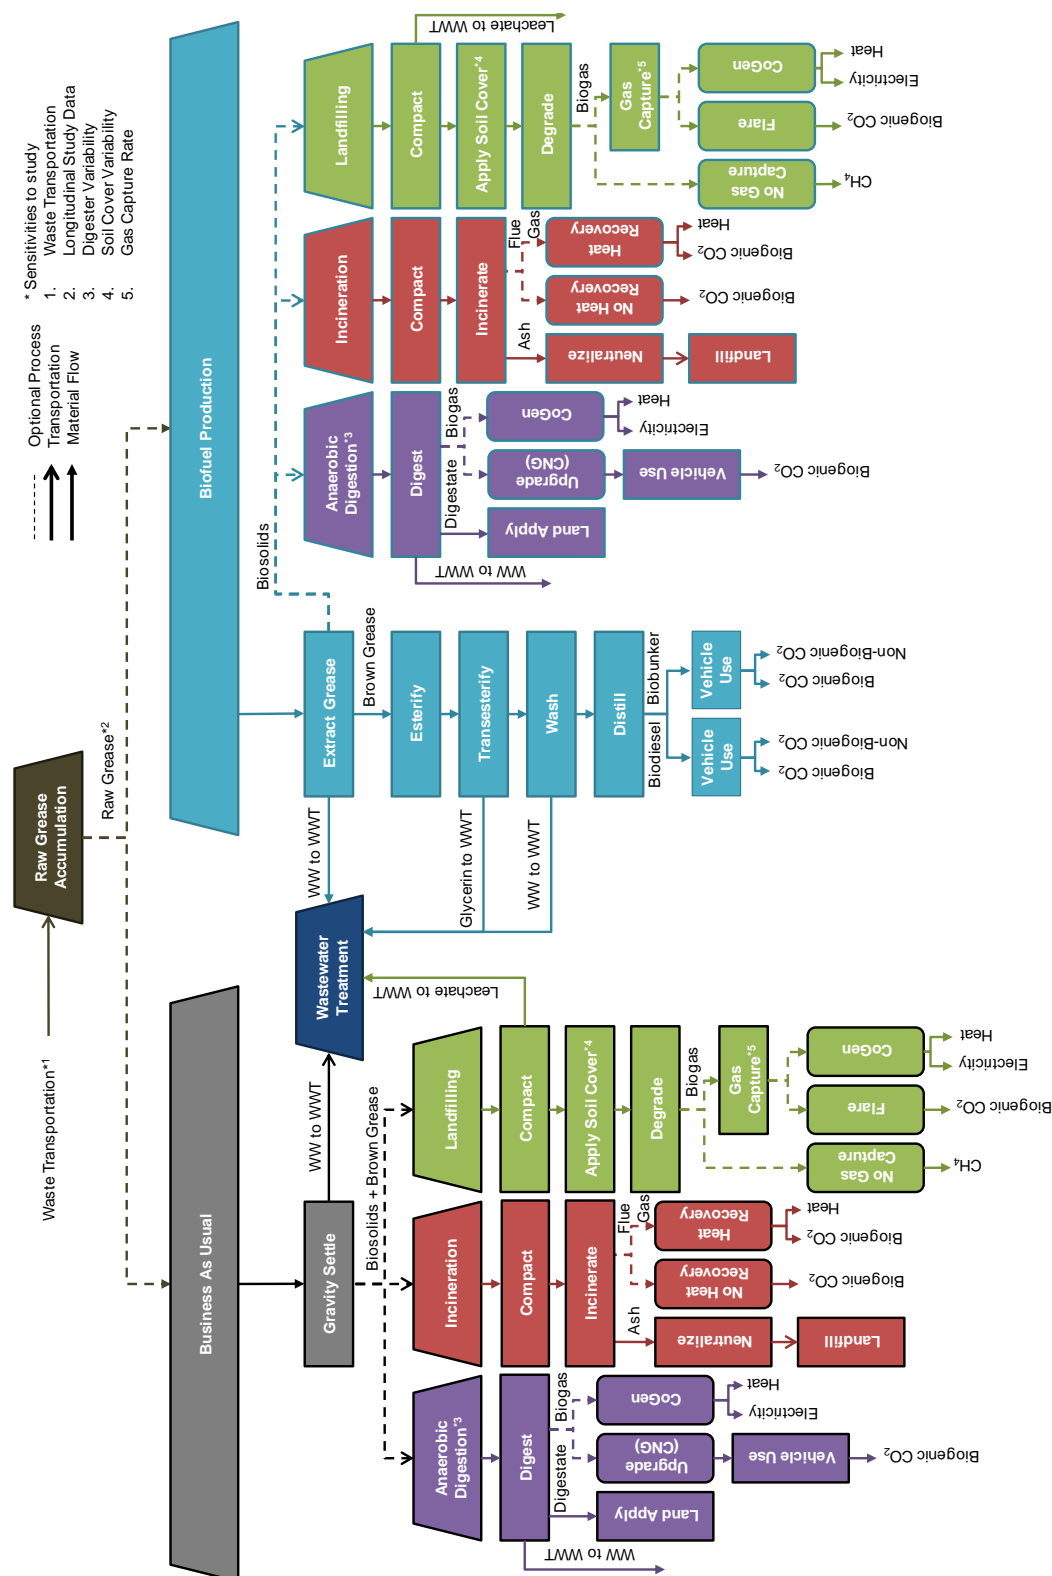 Waste Transportation*1
Raw Grease
Accumulation
Raw Grease*2
Optional Process
Transportation
Material Flow
* Sensitivities to study
1. Waste Transportation
2. Longitudinal Study Data
3. Digester Variability
4. Soil Cover Variability
5. Gas Capture Rate
Business As Usual
Biofuel Production
Gravity Settle
WW to WWT
Wastewater
Treatment
WW to WWT
Extract Grease
Biosolids
Biosolids + Brown Grease
Brown Grease
Anaerobic
Digestion*3
Incineration
Landfilling
Digest
Compact
Compact
Leachate to WWT
WW to WWT
Digestate
Biogas
Incinerate
Apply Soil Cover*4
Ash
Flue
Gas
Degrade
Biogas
Land Apply
Upgrade
(CNG)
CoGen
Neutralize
No Heat
Recovery
Heat
Recovery
Gas
Capture*5
Vehicle Use
Electricity
Heat
Landfill
Biogenic CO2
Biogenic CO2
Heat
No Gas
Capture
Flare
CoGen
Biogenic CO2
CH4
Biogenic CO2
Electricity
Heat
Esterify
Transesterify
Glycerin to WWT
Wash
WW to WWT
Distill
Biodiesel
Biobunker
Vehicle
Use
Vehicle
Use
Biogenic CO2
Non-Biogenic CO2
Biogenic CO2
Non-Biogenic CO2
Anaerobic
Digestion*3
Incineration
Landfilling
Digest
Compact
Compact
Leachate to WWT
WW to WWT
Digestate
Biogas
Incinerate
Apply Soil Cover*4
Ash
Flue
Gas
Degrade
Biogas
Land Apply
Upgrade
(CNG)
CoGen
Neutralize
No Heat
Recovery
Heat
Recovery
Gas
Capture*5
Vehicle Use
Electricity
Heat
Landfill
Biogenic CO2
Biogenic CO2
Heat
No Gas
Capture
Flare
CoGen
Biogenic CO2
CH4
Biogenic CO2
Electricity
Heat